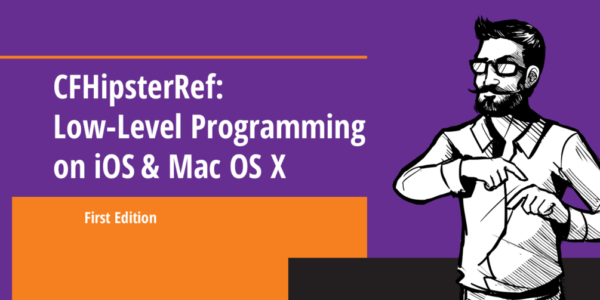 CFHipsterRef:
Low-Level Programming
on iOS & Mac OS X
First Edition